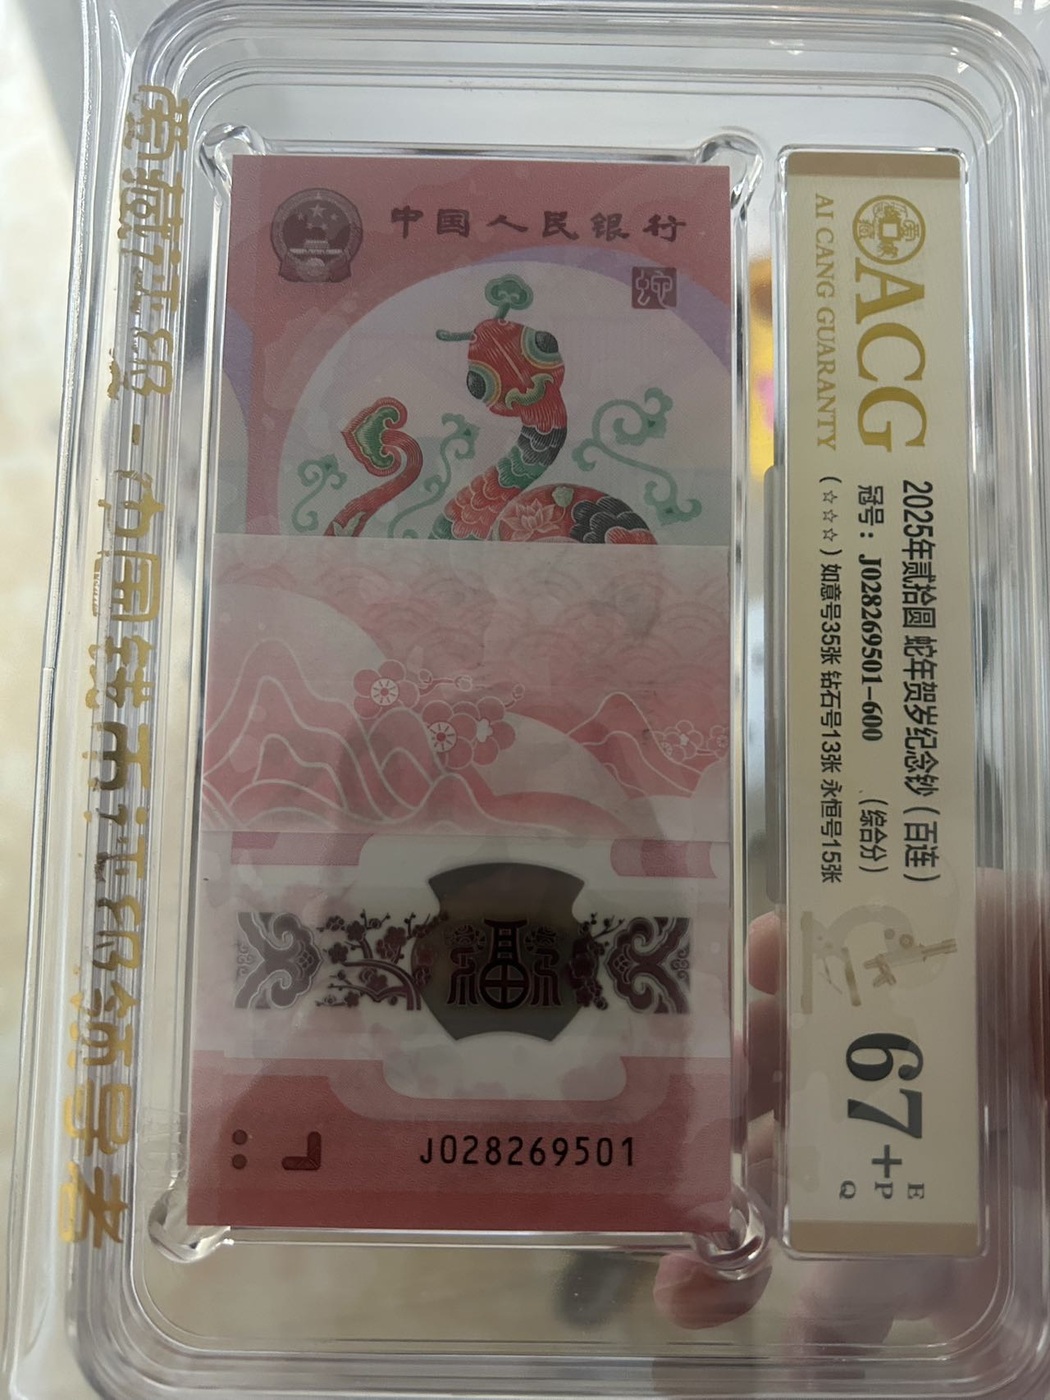 中国人民银行
蛇
J028269501
ACG
AI CANG GUARANTY
2025年贰拾圆 蛇年贺岁纪念钞(百连)
冠号:J028269501-600 (综合分)
(☆☆☆)如意号35张 钻石号13张 永恒号15张
67+
EPQ
爱藏评级